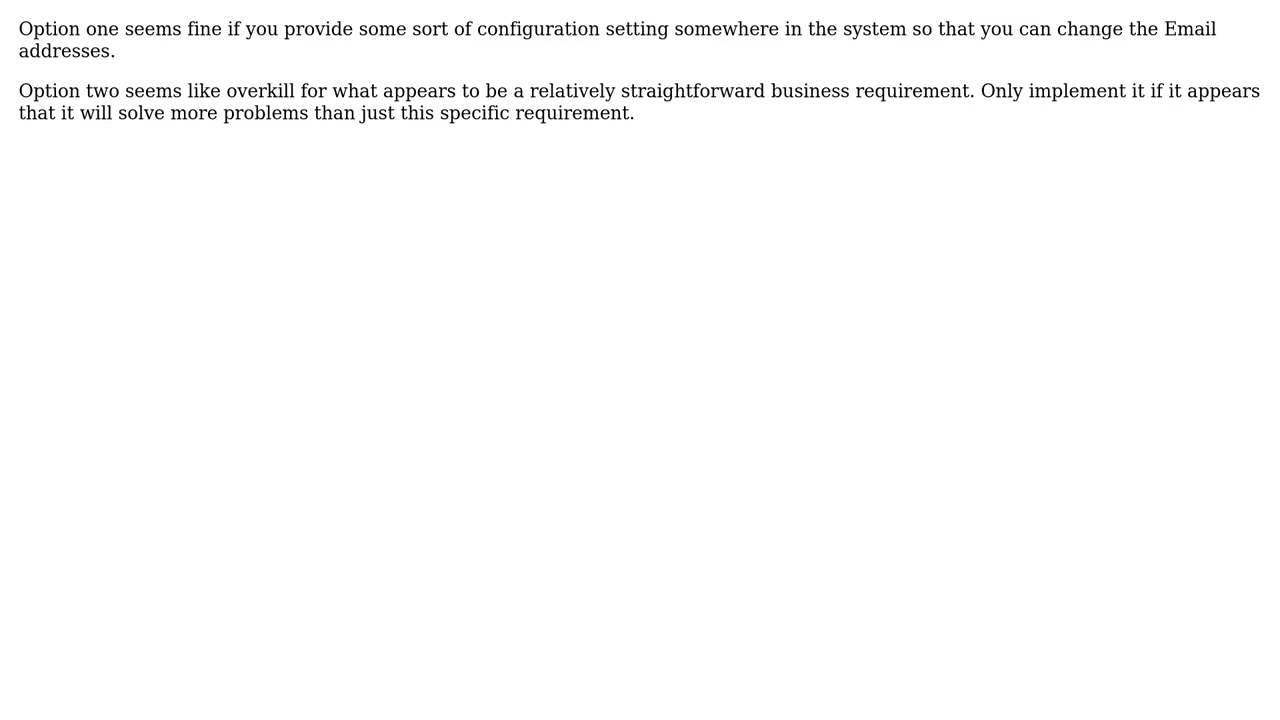 Option one seems fine if you provide some sort of configuration setting somewhere in the system so that you can change the Email
addresses.
Option two seems like overkill for what appears to be a relatively straightforward business requirement. Only implement it if it appears
that it will solve more problems than just this specific requirement.